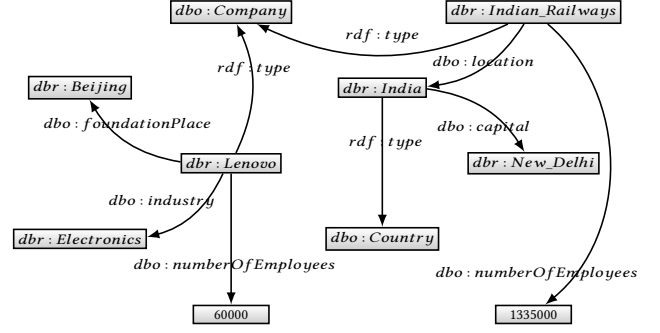 dbo : Company
dbr : Indian_Railways
rdf : type
dbo : location
rdf : type
dbr : Beijing
dbr : India
dbo : foundationPlace
dbo : capital
rdf : type
dbr : Lenovo
dbr : New_Delhi
dbo : industry
dbr : Electronics
dbo : Country
dbo : numberOfEmployees
dbo : numberOfEmployees
60000
1335000